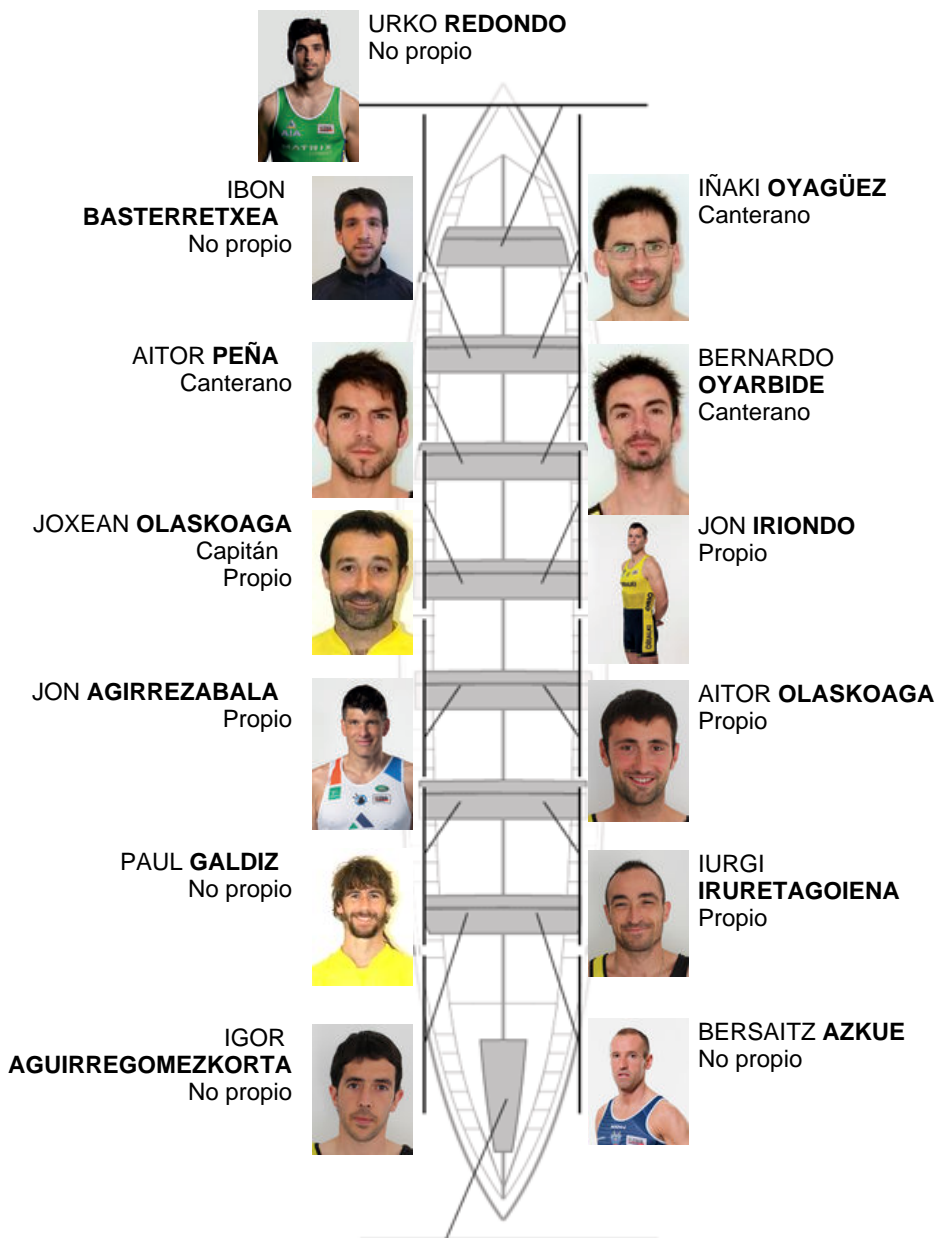 URKO REDONDO
No propio
IBON
BASTERRETXEA
No propio
IÑAKI OYAGÜEZ
Canterano
AITOR PEÑA
Canterano
BERNARDO
OYARBIDE
Canterano
JOXEAN OLASKOAGA
Capitán
Propio
JON IRIONDO
Propio
JON AGIRREZABALA
Propio
AITOR OLASKOAGA
Propio
PAUL GALDIZ
No propio
IURGI
IRURETAGOIENA
Propio
IGOR
AGUIRREGOMEZKORTA
No propio
BERSAITZ AZKUE
No propio
MATRIX